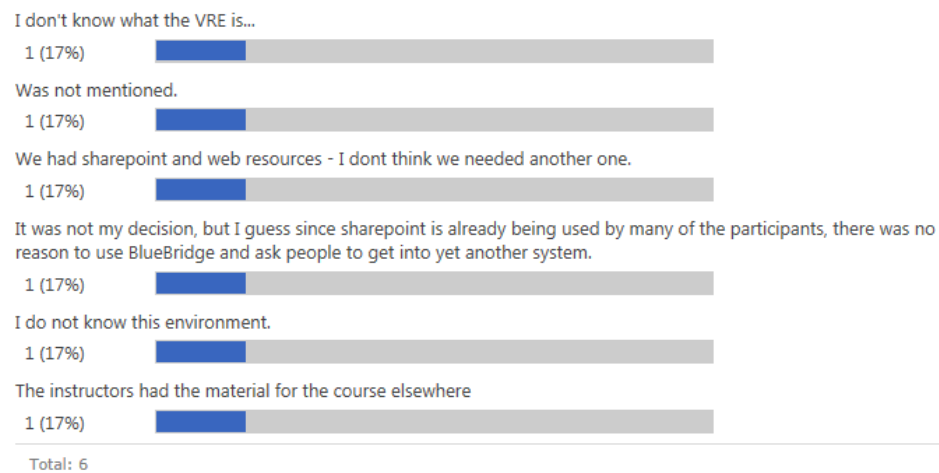 I don't know what the VRE is...
1 (17%)
Was not mentioned.
1 (17%)
We had sharepoint and web resources - I dont think we needed another one.
1 (17%)
It was not my decision, but I guess since sharepoint is already being used by many of the participants, there was no
reason to use BlueBridge and ask people to get into yet another system.
1 (17%)
I do not know this environment.
1 (17%)
The instructors had the material for the course elsewhere
1 (17%)
Total: 6